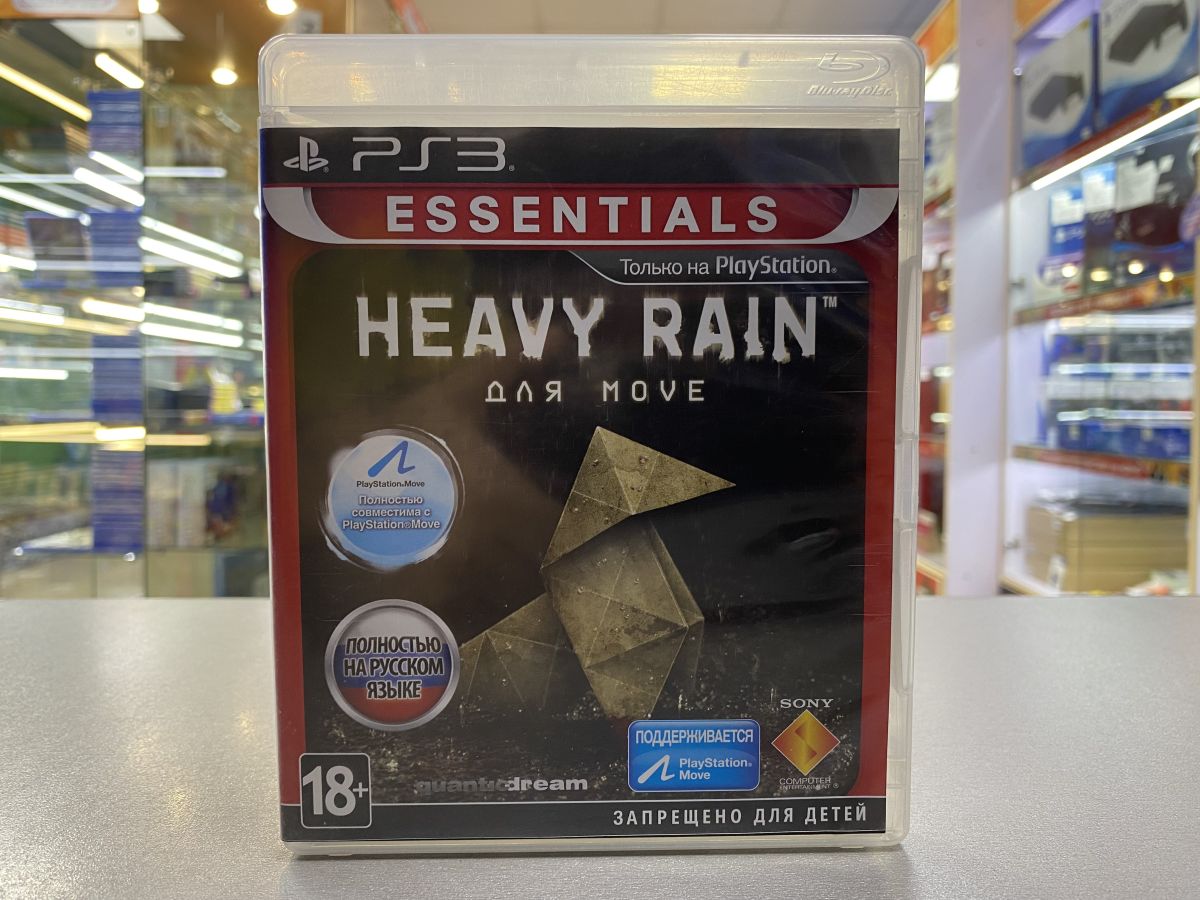 Blu-ray Disc
PS3
ESSENTIALS
Только на PlayStation®
HEAVY RAIN™
ДЛЯ MOVE
PlayStation®Move
Полностью
совместима с
PlayStation®Move
ПОЛНОСТЬЮ
НА РУССКОМ
ЯЗЫКЕ
SONY
ПОДДЕРЖИВАЕТСЯ
PlayStation®
Move
COMPUTER
ENTERTAINMENT®
quanticdream
18+
ЗАПРЕЩЕНО ДЛЯ ДЕТЕЙ